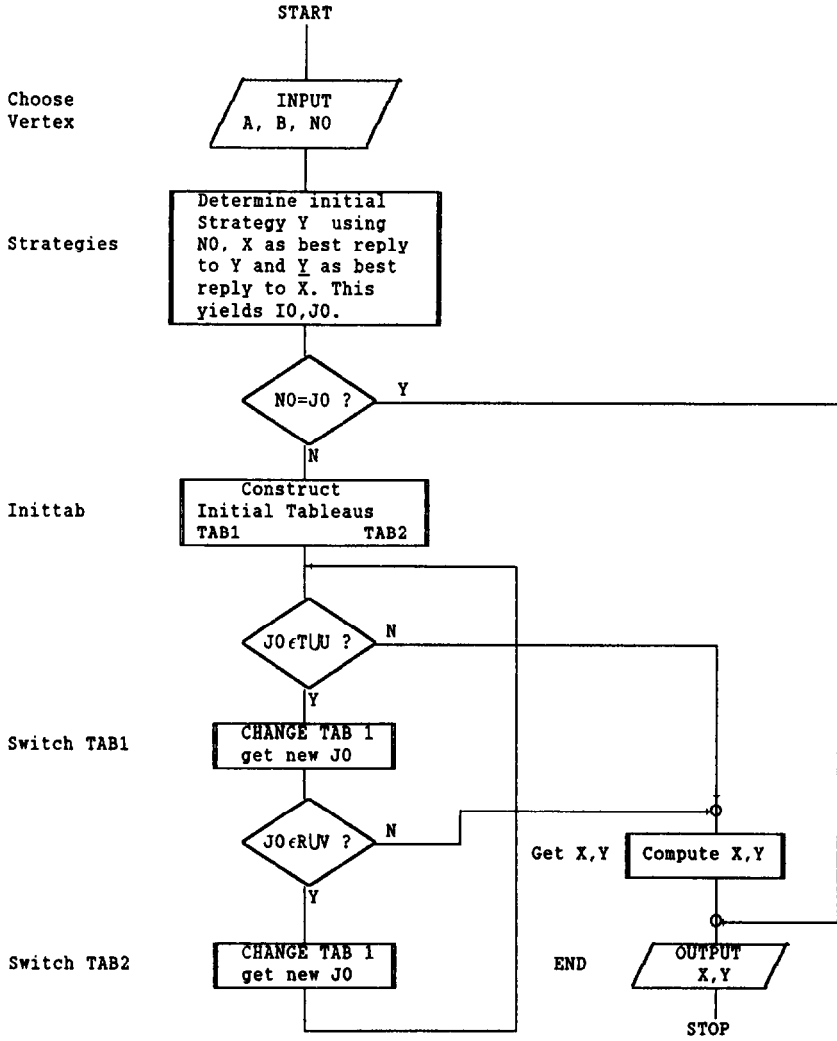 START
Choose
Vertex
INPUT
A, B, N0
Strategies
Determine initial
Strategy Y using
N0, X as best reply
to Y and Y as best
reply to X. This
yields I0,J0.
N0=J0 ?
Y
N
Inittab
Construct
Initial Tableaus
TAB1 TAB2
J0ϵT⋃U ?
N
Y
Switch TAB1
CHANGE TAB 1
get new J0
J0ϵR⋃V ?
N
Y
Get X,Y
Compute X,Y
Switch TAB2
CHANGE TAB 1
get new J0
END
OUTPUT
X,Y
STOP